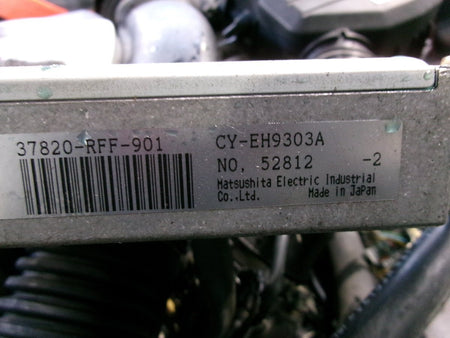 37820-RFF-901
CY-EH9303A
NO. 52812 -2
Matsushita Electric Industrial
Co.,Ltd. Made in Japan